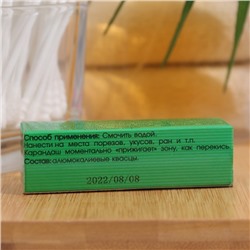 Способ применения: Смочить водой.
Нанести на места порезов, укусов, ран и т.п.
Карандаш моментально «прижигает» зону, как перекись.
Состав: алюмокалиевые квасцы.
2022/08/08